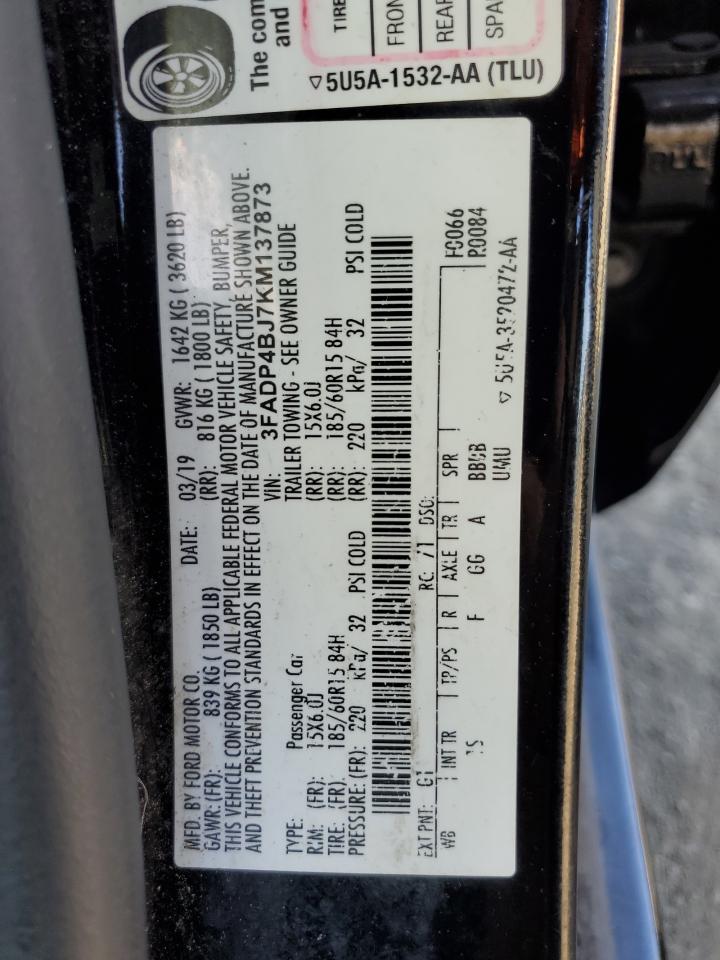 The com
and
TIRE
FRON
REAR
SPAR
▽5U5A-1532-AA (TLU)
MFD. BY FORD MOTOR CO. DATE: 03/19 GVWR: 1642 KG ( 3620 LB)
GAWR: (FR): 839 KG ( 1850 LB) (RR): 816 KG ( 1800 LB)
THIS VEHICLE CONFORMS TO ALL APPLICABLE FEDERAL MOTOR VEHICLE SAFETY, BUMPER,
AND THEFT PREVENTION STANDARDS IN EFFECT ON THE DATE OF MANUFACTURE SHOWN ABOVE.
VIN: 3FADP4BJ7KM137873
TYPE: Passenger Car TRAILER TOWING - SEE OWNER GUIDE
RIM: (FR): 15X6.0J (RR): 15X6.0J
TIRE: (FR): 185/60R15 84H (RR): 185/60R15 84H
PRESSURE: (FR): 220 kPa/ 32 PSI COLD (RR): 220 kPa/ 32 PSI COLD
EXT PNT: G1 RC: 71 DSO: F0066
WB INT TR TP/PS R AXLE TR SPR R0084
S F GG A BBGB
UMU
▽ 5U5A-3520472-AA